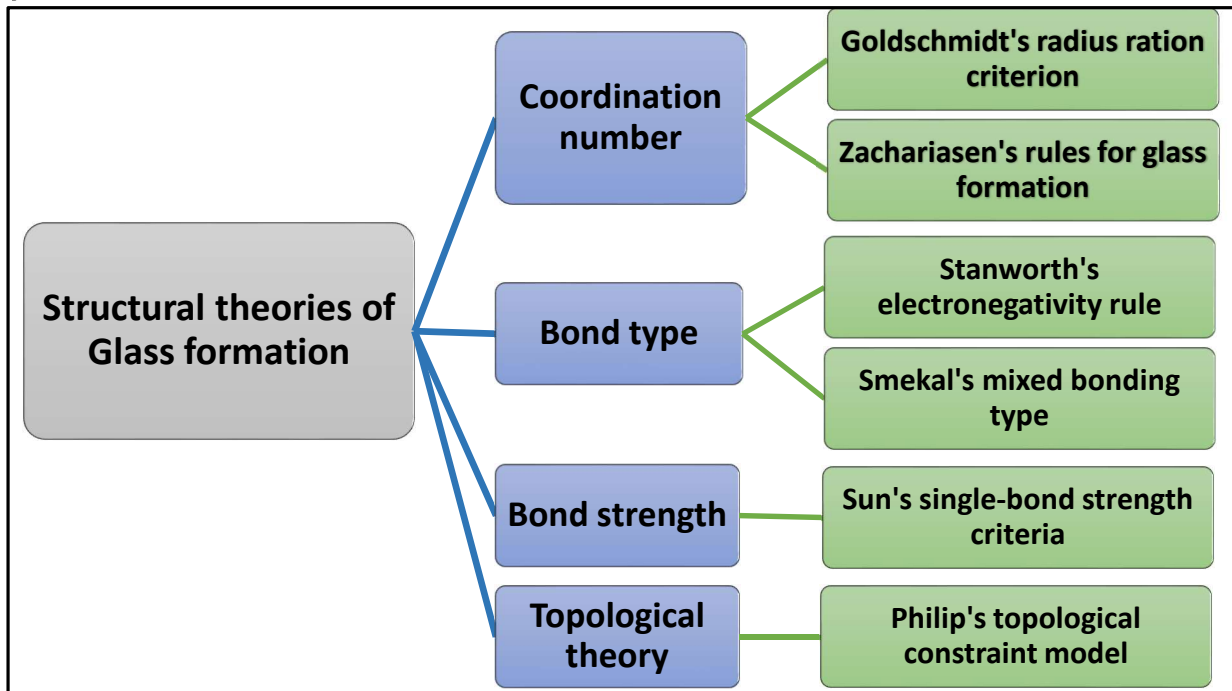 Structural theories of
Glass formation
Coordination
number
Goldschmidt's radius ration
criterion
Zachariasen's rules for glass
formation
Bond type
Stanworth's
electronegativity rule
Smekal's mixed bonding
type
Bond strength
Sun's single-bond strength
criteria
Topological
theory
Philip's topological
constraint model